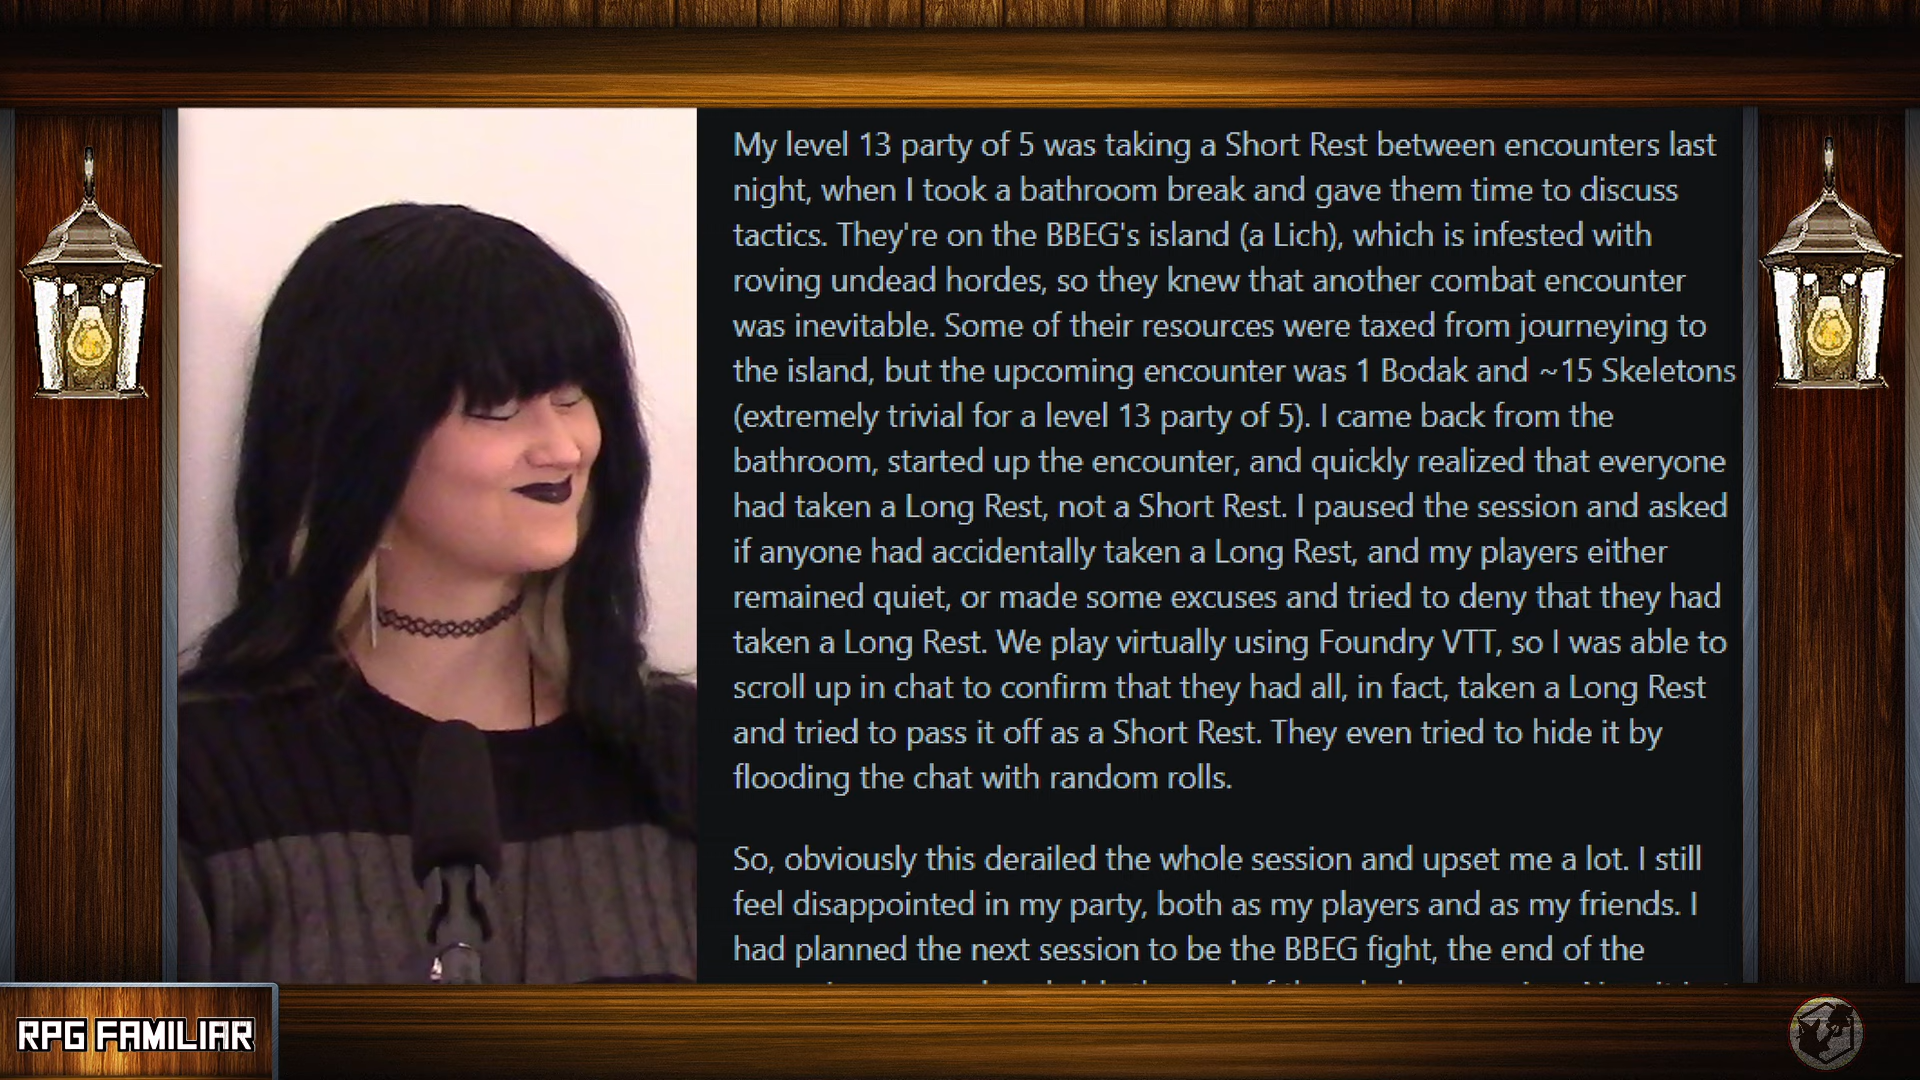 My level 13 party of 5 was taking a Short Rest between encounters last
night, when I took a bathroom break and gave them time to discuss
tactics. They're on the BBEG's island (a Lich), which is infested with
roving undead hordes, so they knew that another combat encounter
was inevitable. Some of their resources were taxed from journeying to
the island, but the upcoming encounter was 1 Bodak and ~15 Skeletons
(extremely trivial for a level 13 party of 5). I came back from the
bathroom, started up the encounter, and quickly realized that everyone
had taken a Long Rest, not a Short Rest. I paused the session and asked
if anyone had accidentally taken a Long Rest, and my players either
remained quiet, or made some excuses and tried to deny that they had
taken a Long Rest. We play virtually using Foundry VTT, so I was able to
scroll up in chat to confirm that they had all, in fact, taken a Long Rest
and tried to pass it off as a Short Rest. They even tried to hide it by
flooding the chat with random rolls.
So, obviously this derailed the whole session and upset me a lot. I still
feel disappointed in my party, both as my players and as my friends. I
had planned the next session to be the BBEG fight, the end of the
RPG FAMILIAR